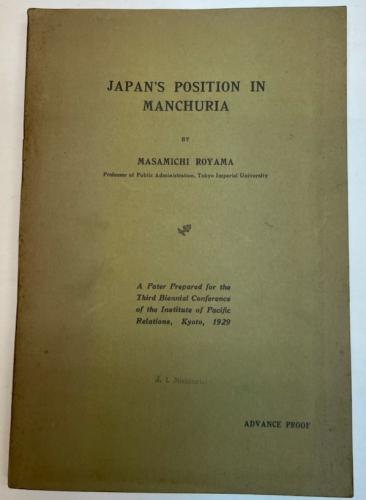 JAPAN'S POSITION IN
MANCHURIA
BY
MASAMICHI ROYAMA
Professor of Public Administration, Tokyo Imperial University
A Paper Prepared for the
Third Biennial Conference
of the Institute of Pacific
Relations, Kyoto, 1929
ADVANCE PROOF